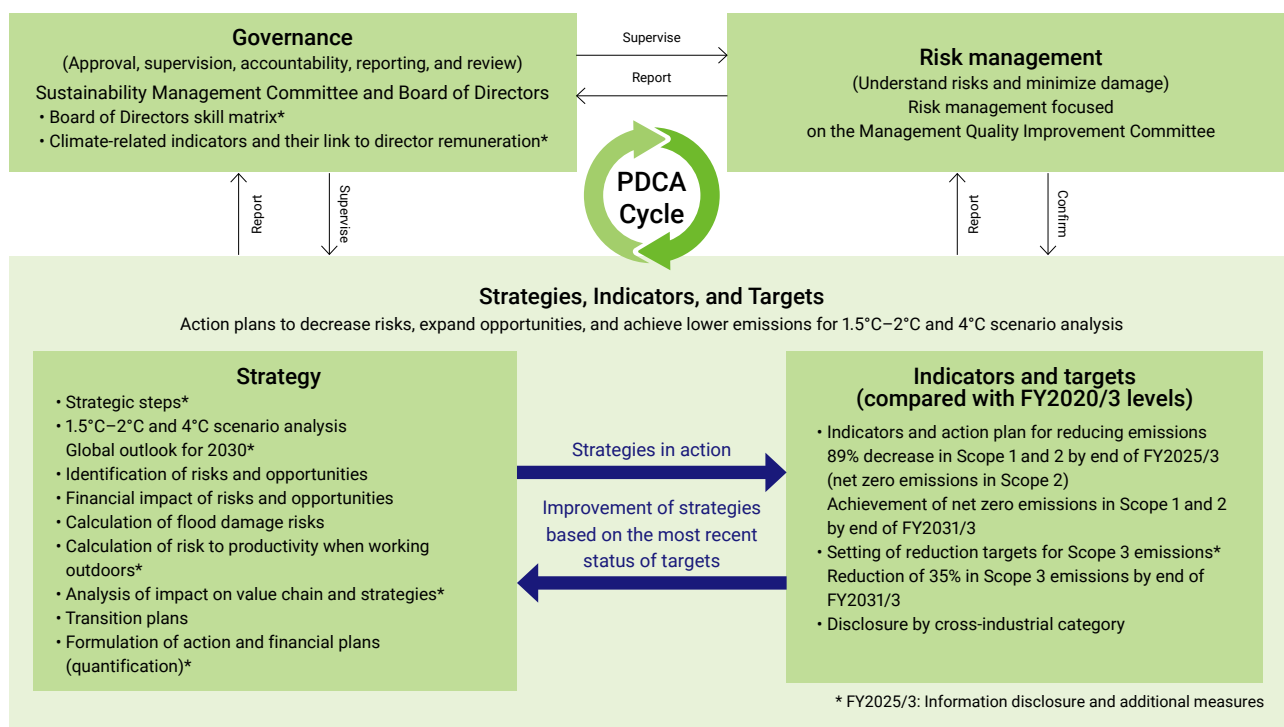 Governance
(Approval, supervision, accountability, reporting, and review)
Sustainability Management Committee and Board of Directors
• Board of Directors skill matrix*
• Climate-related indicators and their link to director remuneration*
Supervise
Report
Risk management
(Understand risks and minimize damage)
Risk management focused
on the Management Quality Improvement Committee
PDCA
Cycle
Report
Supervise
Report
Confirm
Strategies, Indicators, and Targets
Action plans to decrease risks, expand opportunities, and achieve lower emissions for 1.5°C–2°C and 4°C scenario analysis
Strategy
• Strategic steps*
• 1.5°C–2°C and 4°C scenario analysis
Global outlook for 2030*
• Identification of risks and opportunities
• Financial impact of risks and opportunities
• Calculation of flood damage risks
• Calculation of risk to productivity when working
outdoors*
• Analysis of impact on value chain and strategies*
• Transition plans
• Formulation of action and financial plans
(quantification)*
Strategies in action
Improvement of strategies
based on the most recent
status of targets
Indicators and targets
(compared with FY2020/3 levels)
• Indicators and action plan for reducing emissions
89% decrease in Scope 1 and 2 by end of FY2025/3
(net zero emissions in Scope 2)
Achievement of net zero emissions in Scope 1 and 2
by end of FY2031/3
• Setting of reduction targets for Scope 3 emissions*
Reduction of 35% in Scope 3 emissions by end of
FY2031/3
• Disclosure by cross-industrial category
* FY2025/3: Information disclosure and additional measures